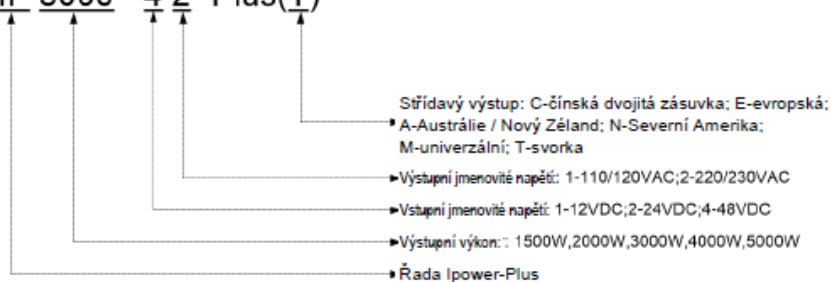 Plus(
Střídavý výstup: C-čínská dvojitá zásuvka; E-evropská;
A-Austrálie / Nový Zéland; N-Severní Amerika;
M-univerzální; T-svorka
Výstupní jmenovité napětí:: 1-110/120VAC;2-220/230VAC
Vstupní jmenovité napětí: 1-12VDC;2-24VDC;4-48VDC
Výstupní výkon:: 1500W,2000W,3000W,4000W,5000W
Řada Ipower-Plus